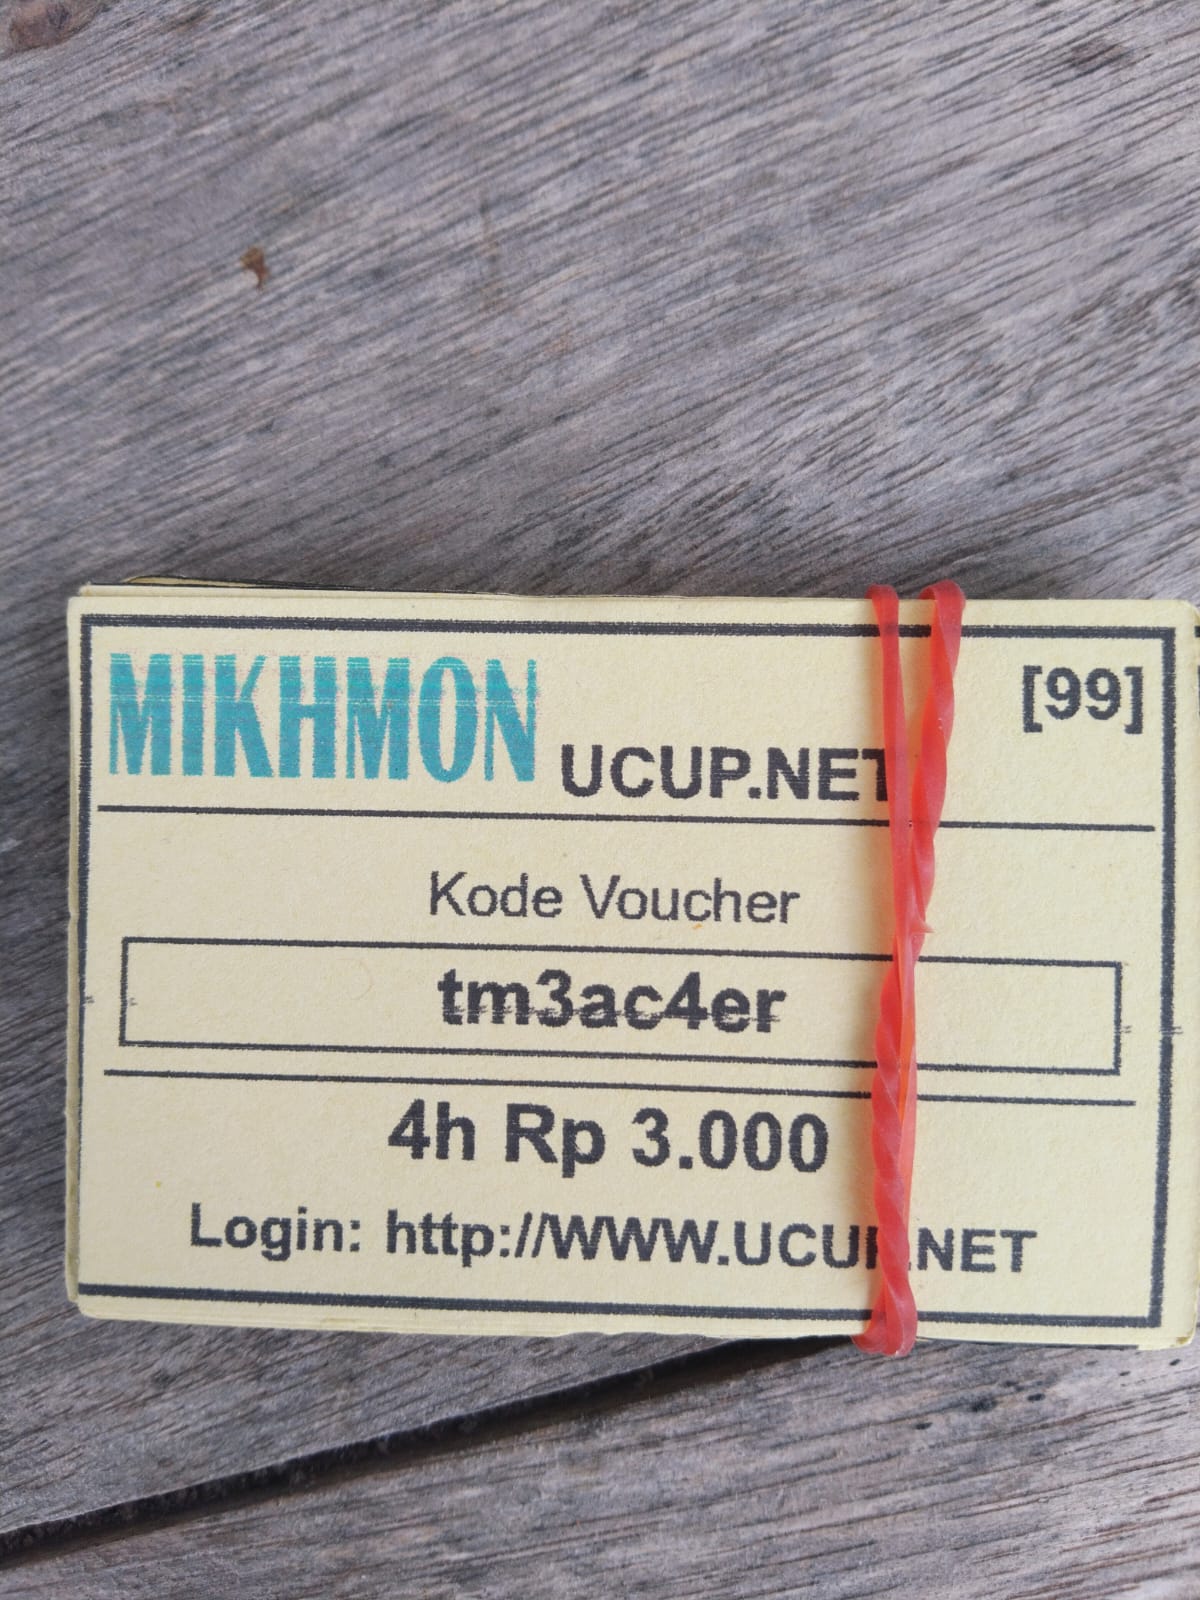 MIKHMON UCUP.NET [99]
Kode Voucher
tm3ac4er
4h Rp 3.000
Login: http://WWW.UCUP.NET